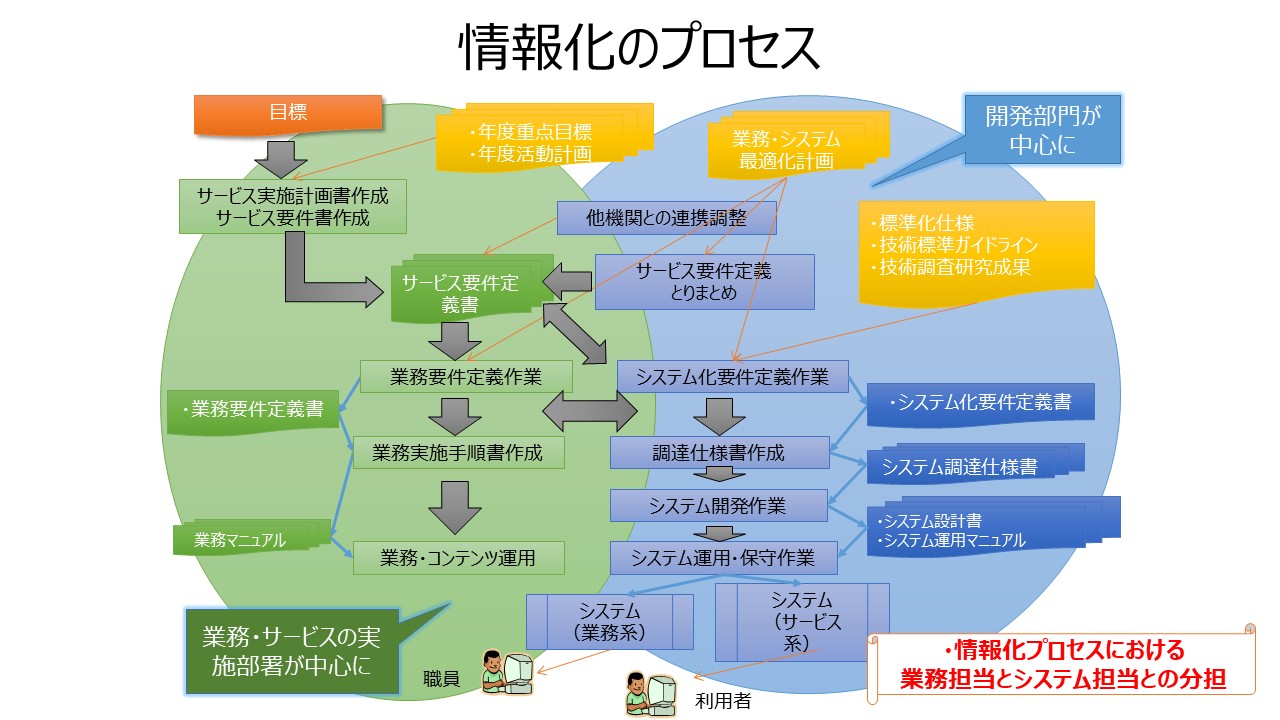 情報化のプロセス
目標
・年度重点目標
・年度活動計画
業務・システム
最適化計画
開発部門が
中心に
サービス実施計画書作成
サービス要件書作成
他機関との連携調整
・標準化仕様
・技術標準ガイドライン
・技術調査研究成果
サービス要件定
義書
サービス要件定義
とりまとめ
業務要件定義作業
システム化要件定義作業
・業務要件定義書
・システム化要件定義書
業務実施手順書作成
調達仕様書作成
システム調達仕様書
システム開発作業
・システム設計書
・システム運用マニュアル
業務マニュアル
業務・コンテンツ運用
システム運用・保守作業
システム
（業務系）
システム
（サービス
系）
業務・サービスの実
施部署が中心に
職員
利用者
・情報化プロセスにおける
業務担当とシステム担当との分担